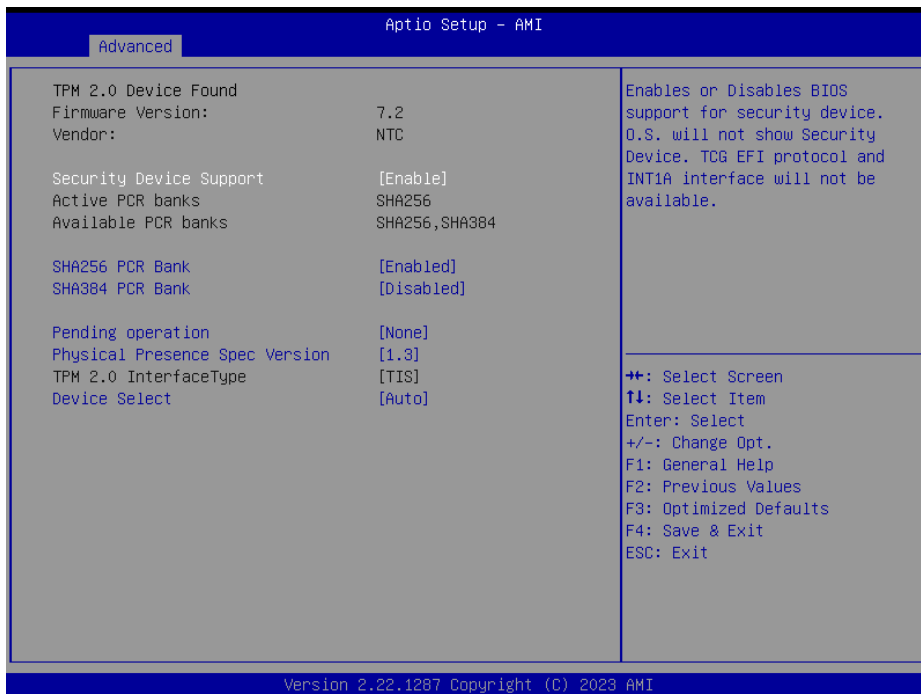 Aptio Setup - AMI
Advanced
TPM 2.0 Device Found
Firmware Version: 7.2
Vendor: NTC
Security Device Support [Enable]
Active PCR banks SHA256
Available PCR banks SHA256,SHA384
SHA256 PCR Bank [Enabled]
SHA384 PCR Bank [Disabled]
Pending operation [None]
Physical Presence Spec Version [1.3]
TPM 2.0 InterfaceType [TIS]
Device Select [Auto]
Enables or Disables BIOS
support for security device.
O.S. will not show Security
Device. TCG EFI protocol and
INT1A interface will not be
available.
→←: Select Screen
↑↓: Select Item
Enter: Select
+/-: Change Opt.
F1: General Help
F2: Previous Values
F3: Optimized Defaults
F4: Save & Exit
ESC: Exit
Version 2.22.1287 Copyright (C) 2023 AMI